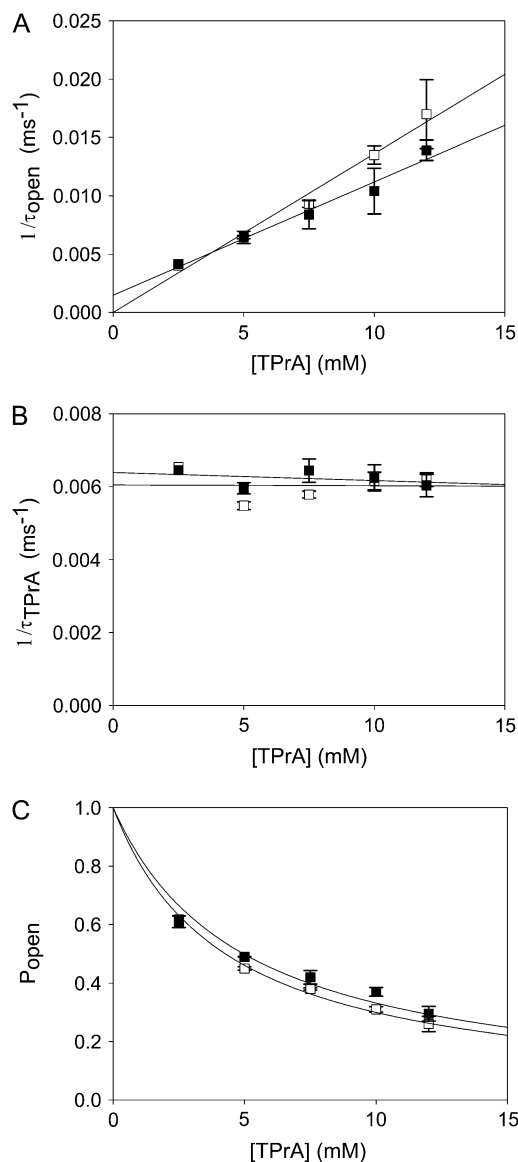 A
0.025
0.020
0.015
0.010
0.005
0.000
1/τopen (ms⁻¹)
0 5 10 15
[TPrA] (mM)
B
0.008
0.006
0.004
0.002
0.000
1/τTPrA (ms⁻¹)
0 5 10 15
[TPrA] (mM)
C
1.0
0.8
0.6
0.4
0.2
0.0
Popen
0 5 10 15
[TPrA] (mM)